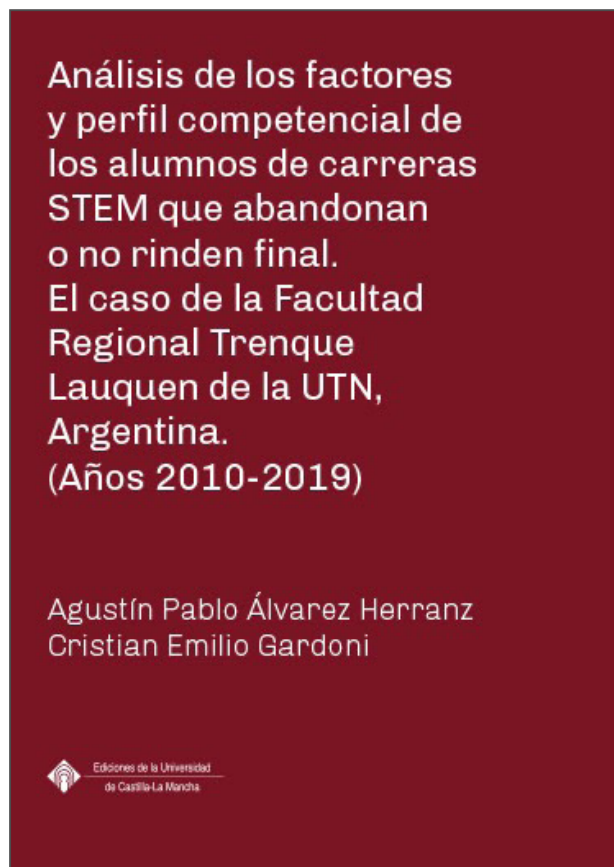 Análisis de los factores
y perfil competencial de
los alumnos de carreras
STEM que abandonan
o no rinden final.
El caso de la Facultad
Regional Trenque
Lauquen de la UTN,
Argentina.
(Años 2010-2019)
Agustín Pablo Álvarez Herranz
Cristian Emilio Gardoni
Ediciones de la Universidad
de Castilla-La Mancha